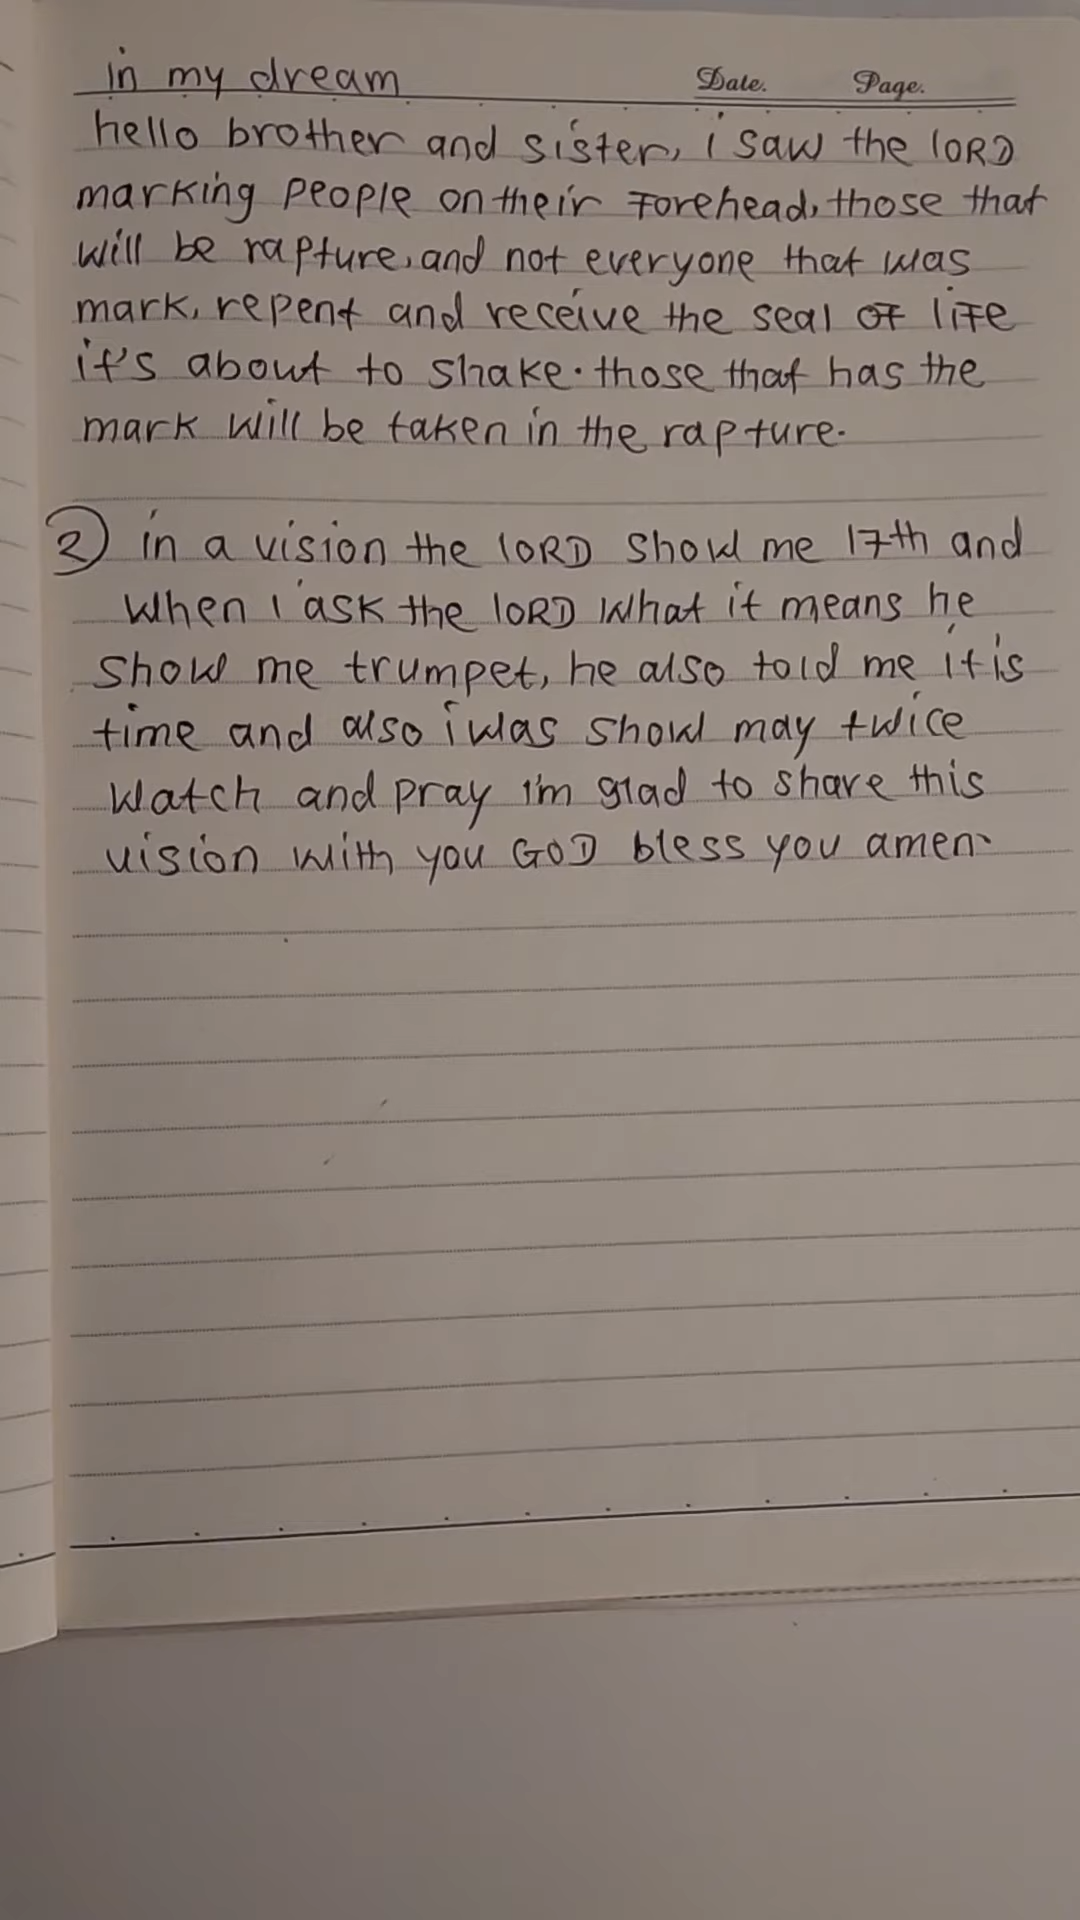 in my dream
Date. Page.
hello brother and sister, i saw the lORD
marking people on their Forehead, those that
will be rapture, and not everyone that was
mark, repent and receive the seal OF liFe
it's about to shake. those that has the
mark will be taken in the rapture.
2 in a vision the lORD show me 17th and
when i ask the lORD what it means he
show me trumpet, he also told me it is
time and also i was show may twice
watch and pray i'm glad to share this
vision with you GOD bless you amen.